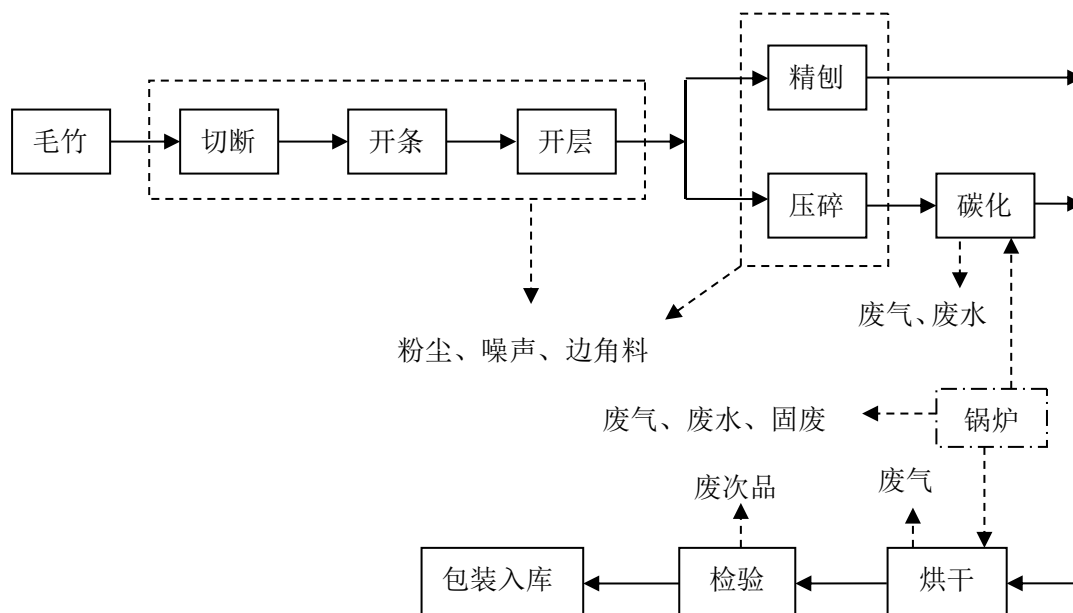 精刨
毛竹
切断
开条
开层
压碎
碳化
废气、废水
粉尘、噪声、边角料
废气、废水、固废
锅炉
废次品
废气
包装入库
检验
烘干